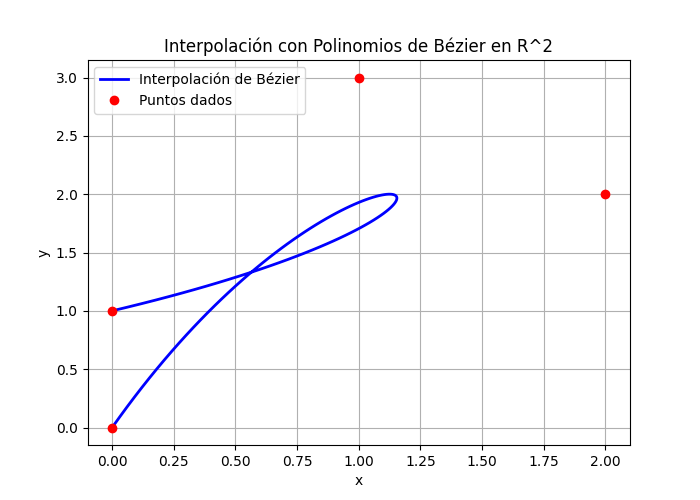 Interpolación con Polinomios de Bézier en R^2
Interpolación de Bézier
Puntos dados
3.0
2.5
2.0
1.5
1.0
0.5
0.0
y
0.00 0.25 0.50 0.75 1.00 1.25 1.50 1.75 2.00
x